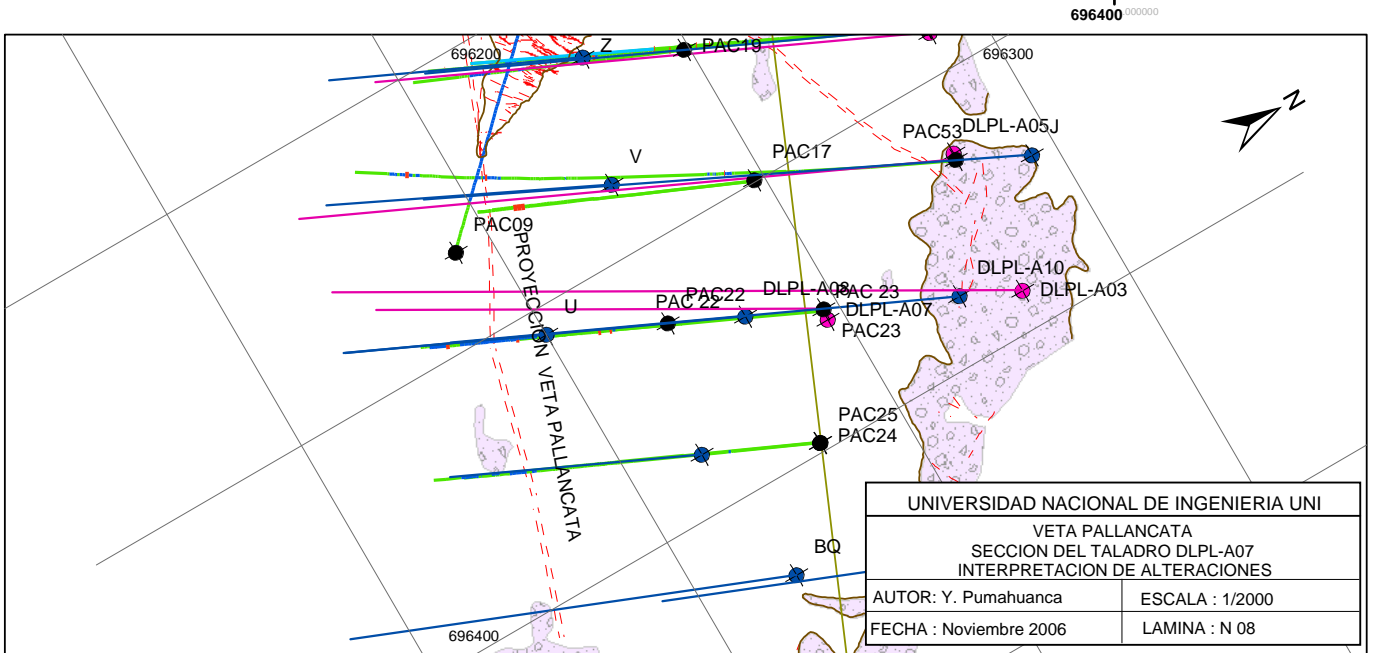 696400
000000
696200
Z
PAC19
696300
N
PAC53
DLPL-A05J
V
PAC17
PAC09
PROYECCION VETA PALLANCATA
DLPL-A10
DLPL-A03
U
PAC 22
PAC22
DLPL-A08
PAC 23
DLPL-A07
PAC23
PAC25
PAC24
BQ
696400
UNIVERSIDAD NACIONAL DE INGENIERIA UNI
VETA PALLANCATA
SECCION DEL TALADRO DLPL-A07
INTERPRETACION DE ALTERACIONES
AUTOR: Y. Pumahuanca
ESCALA : 1/2000
FECHA : Noviembre 2006
LAMINA : N 08